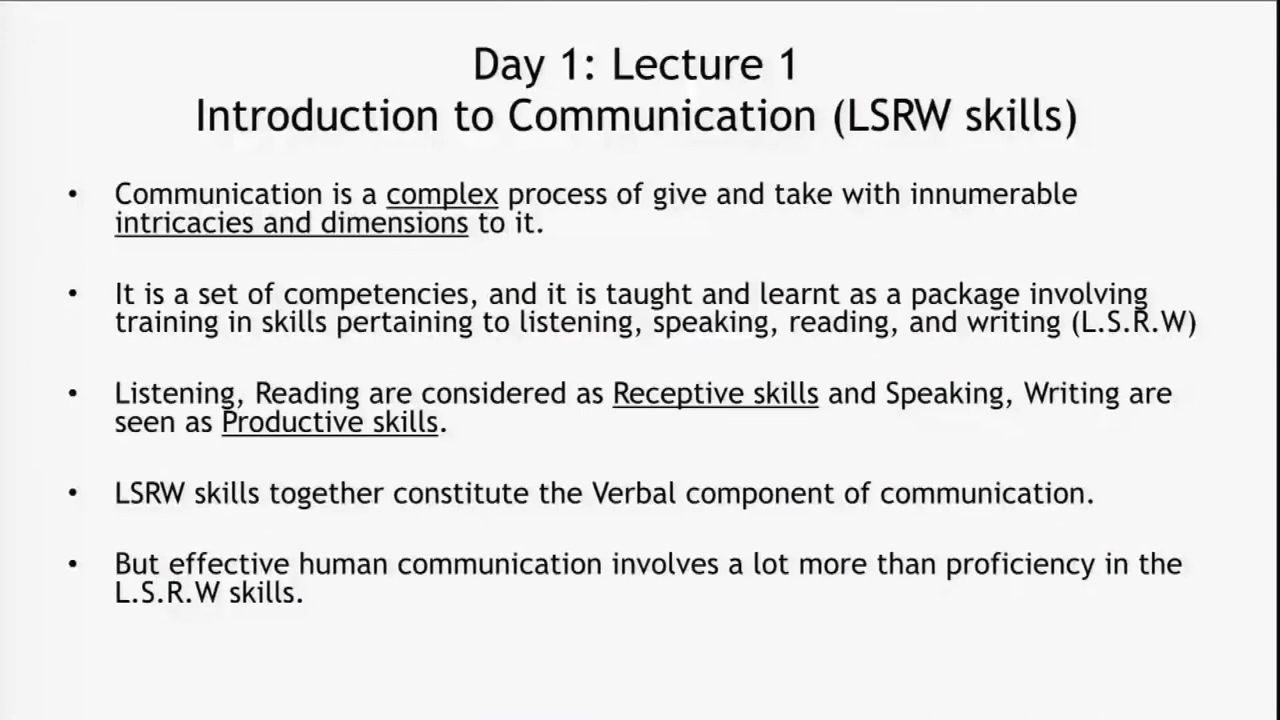 Day 1: Lecture 1
Introduction to Communication (LSRW skills)
• Communication is a complex process of give and take with innumerable
intricacies and dimensions to it.
• It is a set of competencies, and it is taught and learnt as a package involving
training in skills pertaining to listening, speaking, reading, and writing (L.S.R.W)
• Listening, Reading are considered as Receptive skills and Speaking, Writing are
seen as Productive skills.
• LSRW skills together constitute the Verbal component of communication.
• But effective human communication involves a lot more than proficiency in the
L.S.R.W skills.